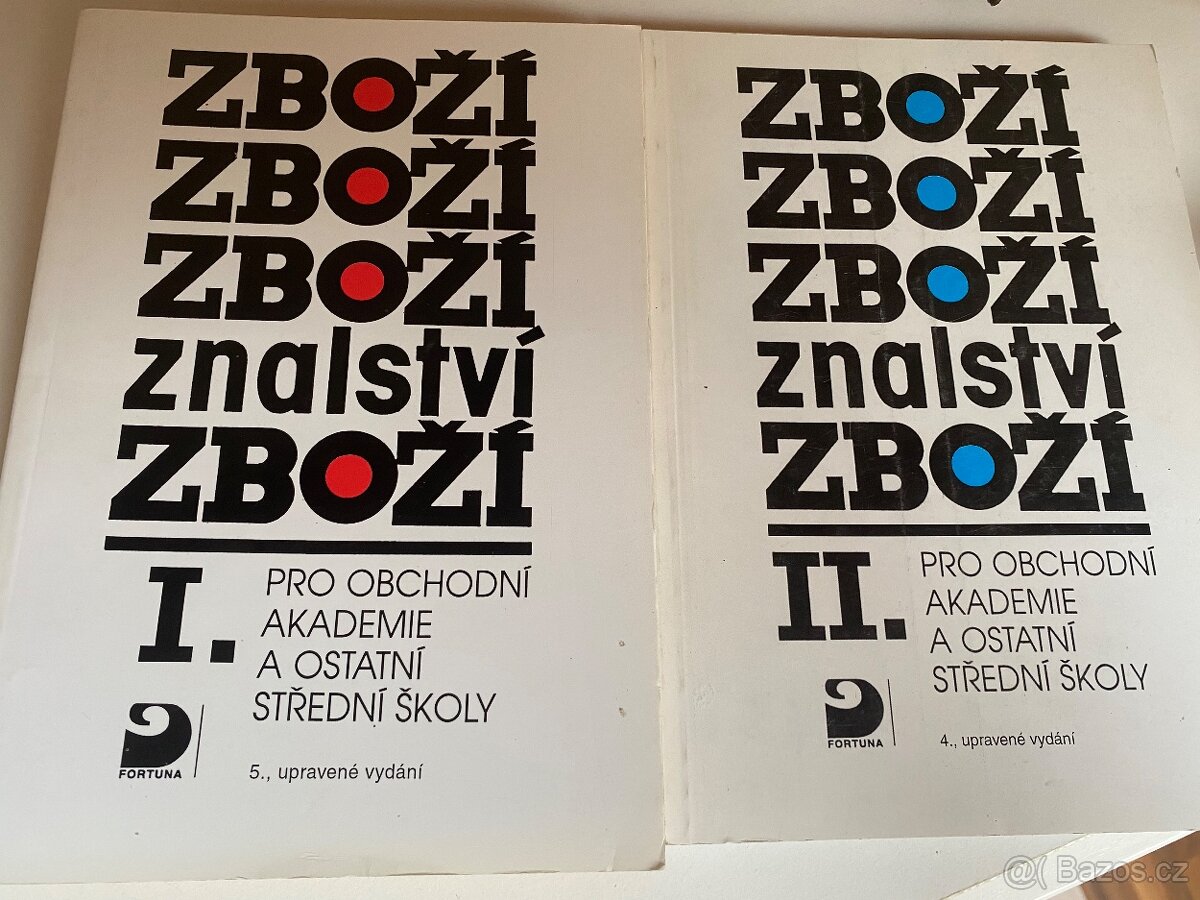 ZBOŽÍ
ZBOŽÍ
ZBOŽÍ
znalství
ZBOŽÍ
I.
PRO OBCHODNÍ
AKADEMIE
A OSTATNÍ
STŘEDNÍ ŠKOLY
FORTUNA
5., upravené vydání
ZBOŽÍ
ZBOŽÍ
ZBOŽÍ
znalství
ZBOŽÍ
II.
PRO OBCHODNÍ
AKADEMIE
A OSTATNÍ
STŘEDNÍ ŠKOLY
FORTUNA
4., upravené vydání
@( Bazos.cz